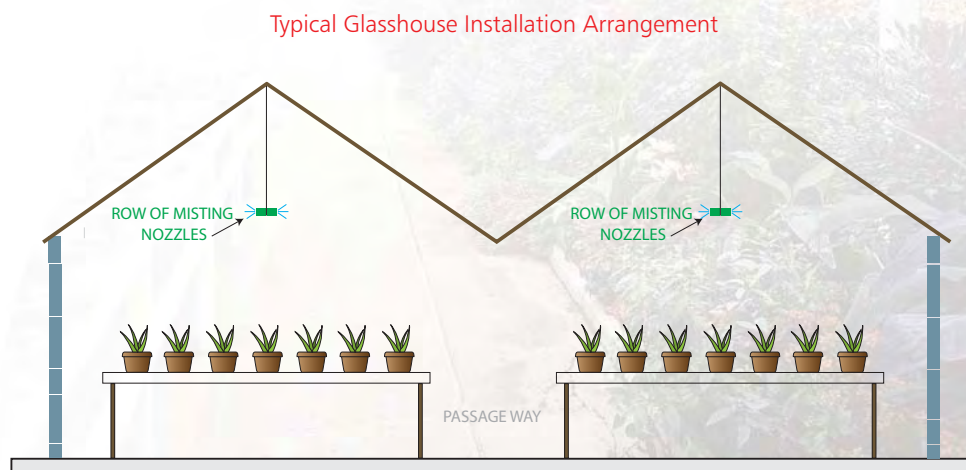 Typical Glasshouse Installation Arrangement
ROW OF MISTING
NOZZLES
ROW OF MISTING
NOZZLES
PASSAGE WAY